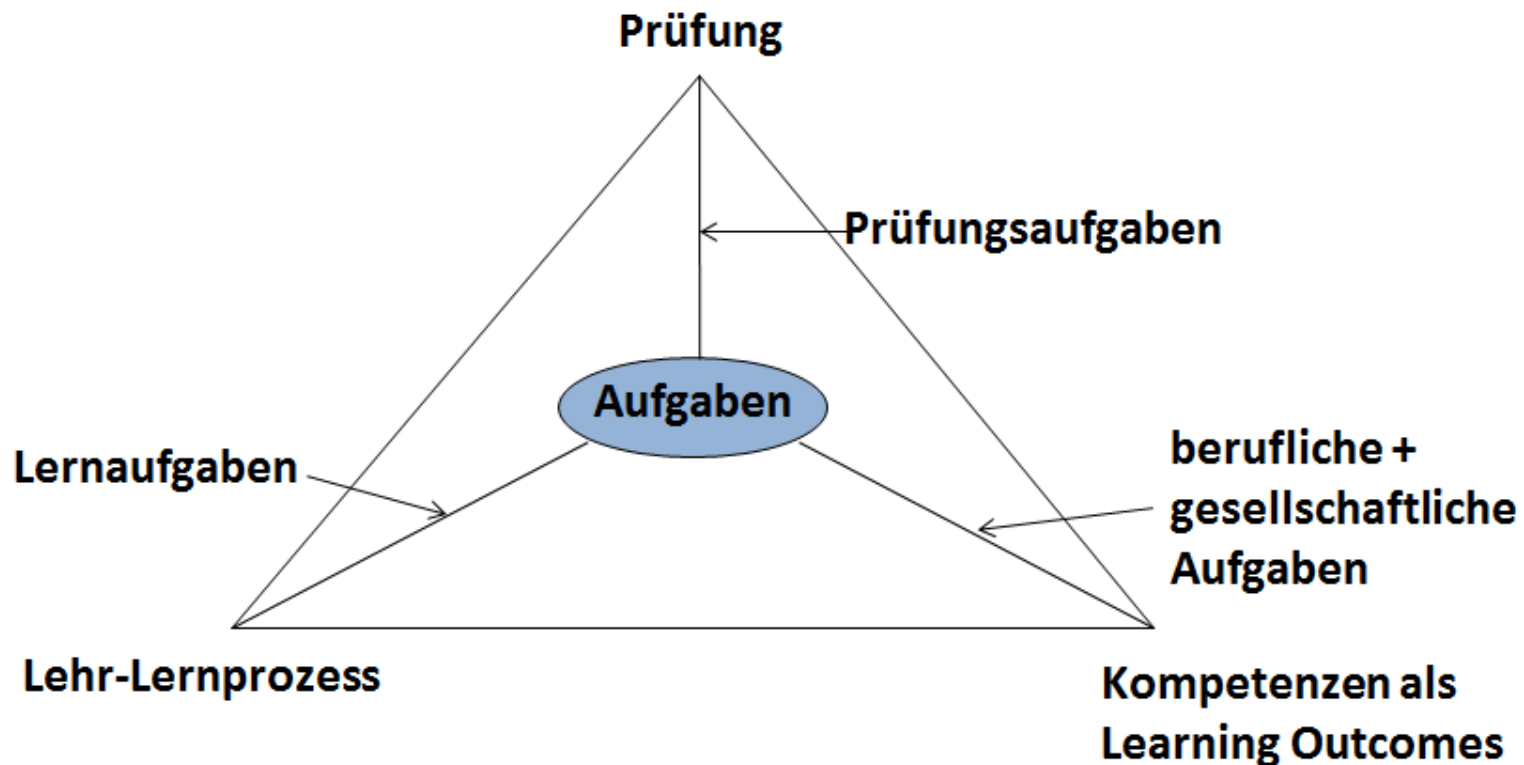 Prüfung
Prüfungsaufgaben
Aufgaben
Lernaufgaben
berufliche +
gesellschaftliche
Aufgaben
Lehr-Lernprozess
Kompetenzen als
Learning Outcomes